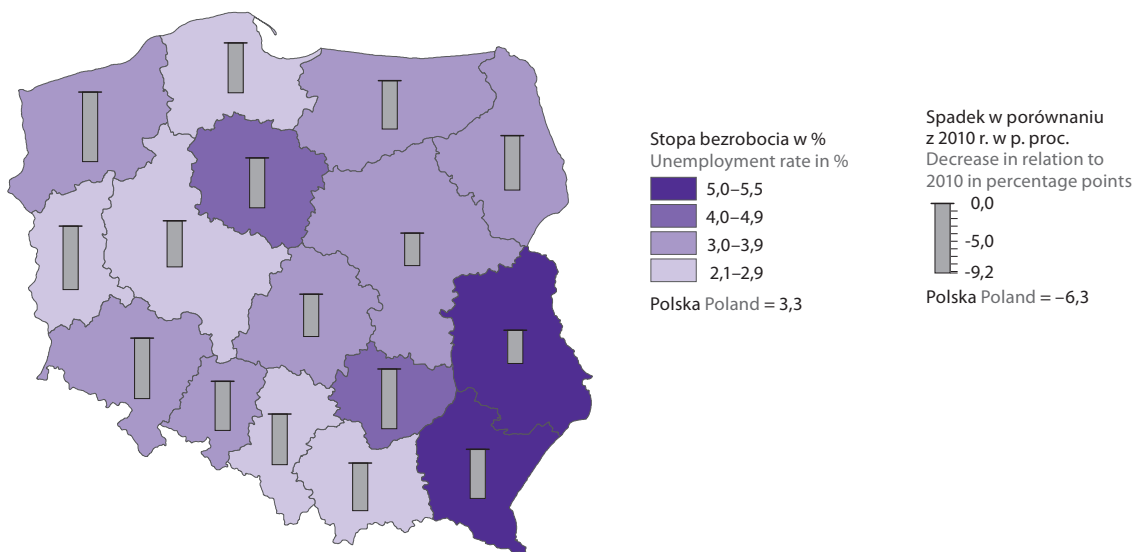 Stopa bezrobocia w %
Unemployment rate in %
5,0–5,5
4,0–4,9
3,0–3,9
2,1–2,9
Polska Poland = 3,3
Spadek w porównaniu
z 2010 r. w p. proc.
Decrease in relation to
2010 in percentage points
0,0
-5,0
-9,2
Polska Poland = –6,3